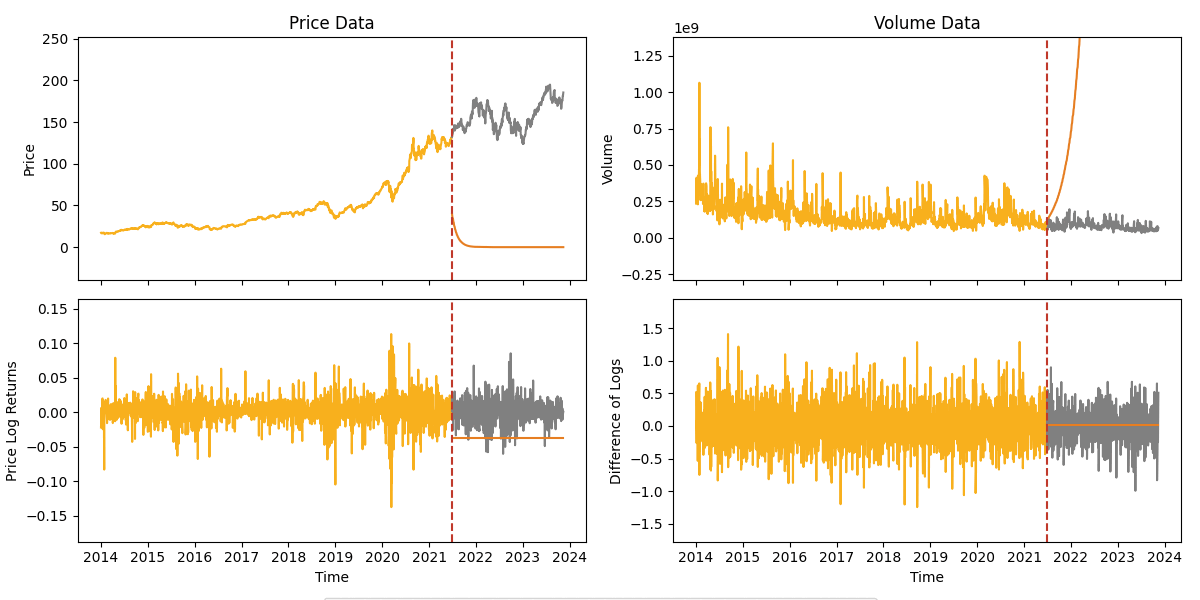 Price Data
Volume Data
1e9
250
200
150
100
50
0
Price
1.25
1.00
0.75
0.50
0.25
0.00
−0.25
Volume
0.15
0.10
0.05
0.00
−0.05
−0.10
−0.15
Price Log Returns
2014 2015 2016 2017 2018 2019 2020 2021 2022 2023 2024
Time
1.5
1.0
0.5
0.0
−0.5
−1.0
−1.5
Difference of Logs
2014 2015 2016 2017 2018 2019 2020 2021 2022 2023 2024
Time